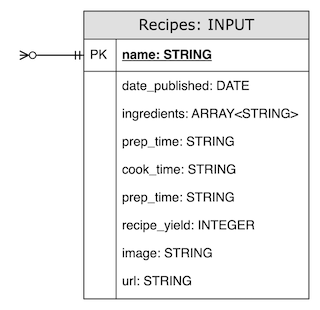 Recipes: INPUT
PK name: STRING
date_published: DATE
ingredients: ARRAY<STRING>
prep_time: STRING
cook_time: STRING
prep_time: STRING
recipe_yield: INTEGER
image: STRING
url: STRING